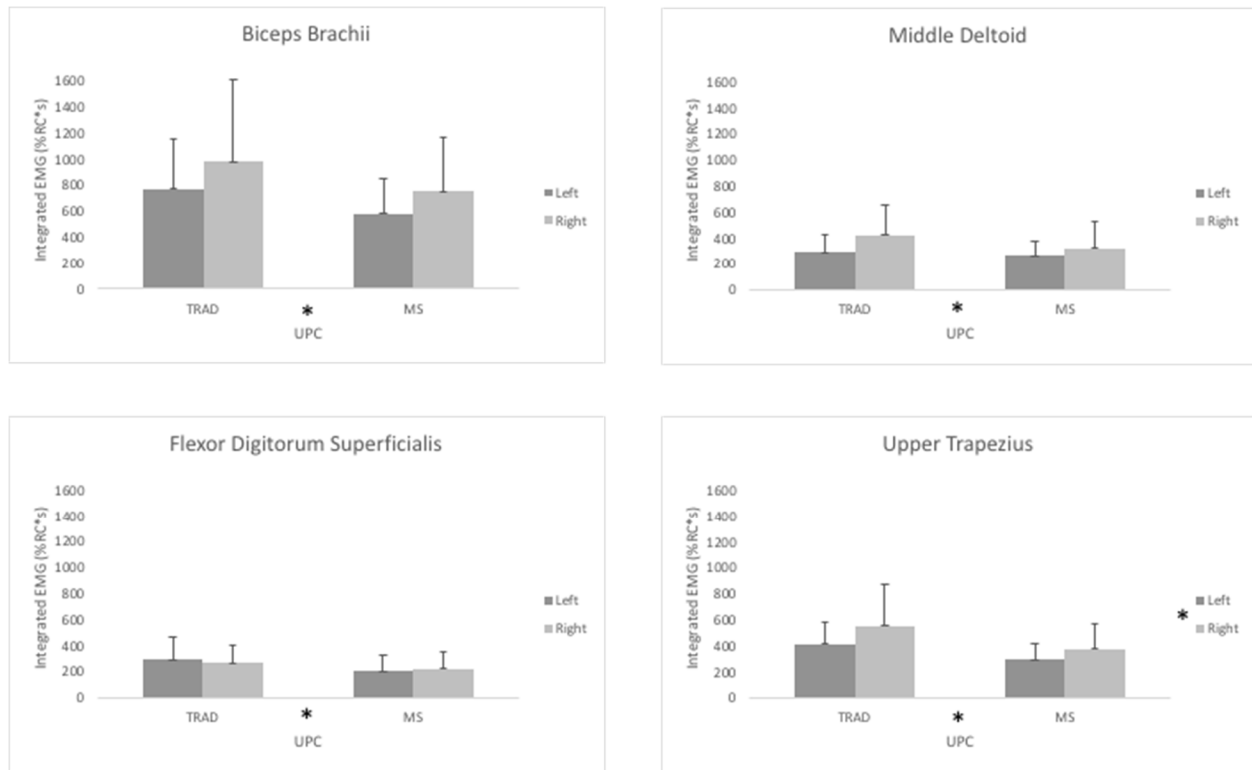 Biceps Brachii
Integrated EMG (%RC*s)
1600
1400
1200
1000
800
600
400
200
0
TRAD * MS
UPC
Left
Right
Middle Deltoid
Integrated EMG (%RC*s)
1600
1400
1200
1000
800
600
400
200
0
TRAD * MS
UPC
Left
Right
Flexor Digitorum Superficialis
Integrated EMG (%RC*s)
1600
1400
1200
1000
800
600
400
200
0
TRAD * MS
UPC
Left
Right
Upper Trapezius
Integrated EMG (%RC*s)
1600
1400
1200
1000
800
600
400
200
0
TRAD * MS
UPC
Left
*
Right